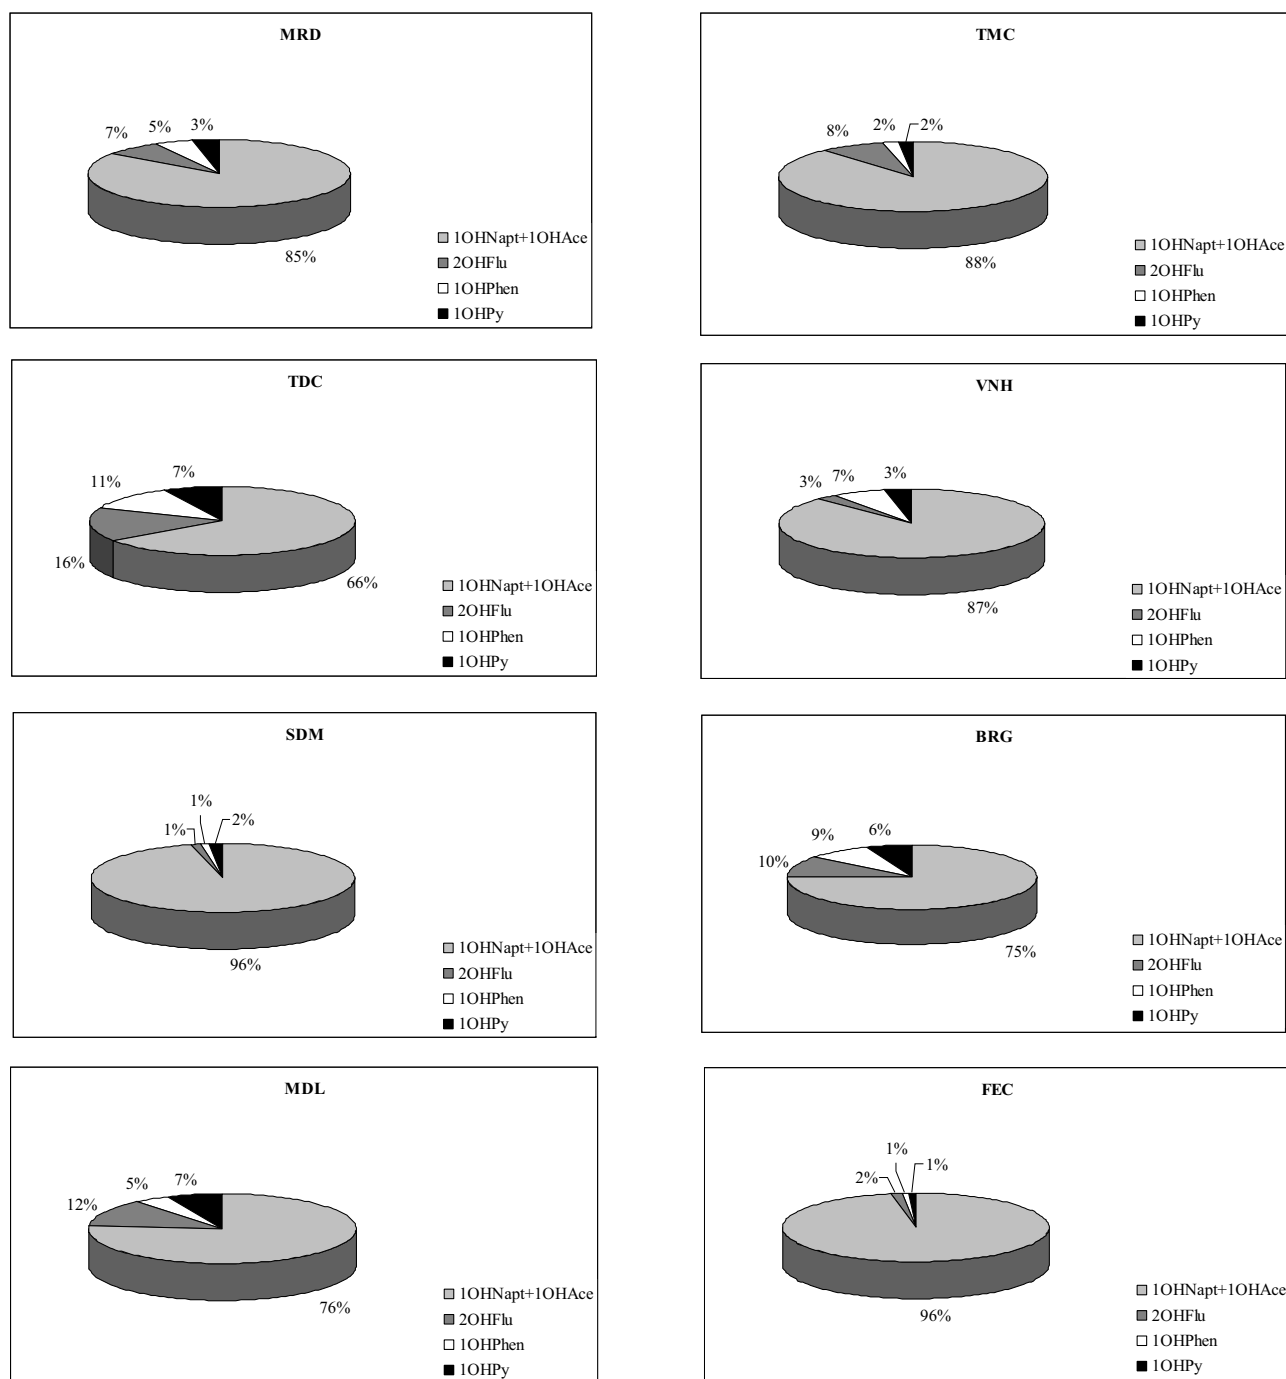 MRD
7%
5%
3%
85%
1OHNapt+1OHAce
2OHFlu
1OHPhen
1OHPy
TMC
8%
2%
2%
88%
1OHNapt+1OHAce
2OHFlu
1OHPhen
1OHPy
TDC
11%
7%
16%
66%
1OHNapt+1OHAce
2OHFlu
1OHPhen
1OHPy
VNH
3%
7%
3%
87%
1OHNapt+1OHAce
2OHFlu
1OHPhen
1OHPy
SDM
1%
1%
2%
96%
1OHNapt+1OHAce
2OHFlu
1OHPhen
1OHPy
BRG
9%
6%
10%
75%
1OHNapt+1OHAce
2OHFlu
1OHPhen
1OHPy
MDL
5%
7%
12%
76%
1OHNapt+1OHAce
2OHFlu
1OHPhen
1OHPy
FEC
1%
1%
2%
96%
1OHNapt+1OHAce
2OHFlu
1OHPhen
1OHPy